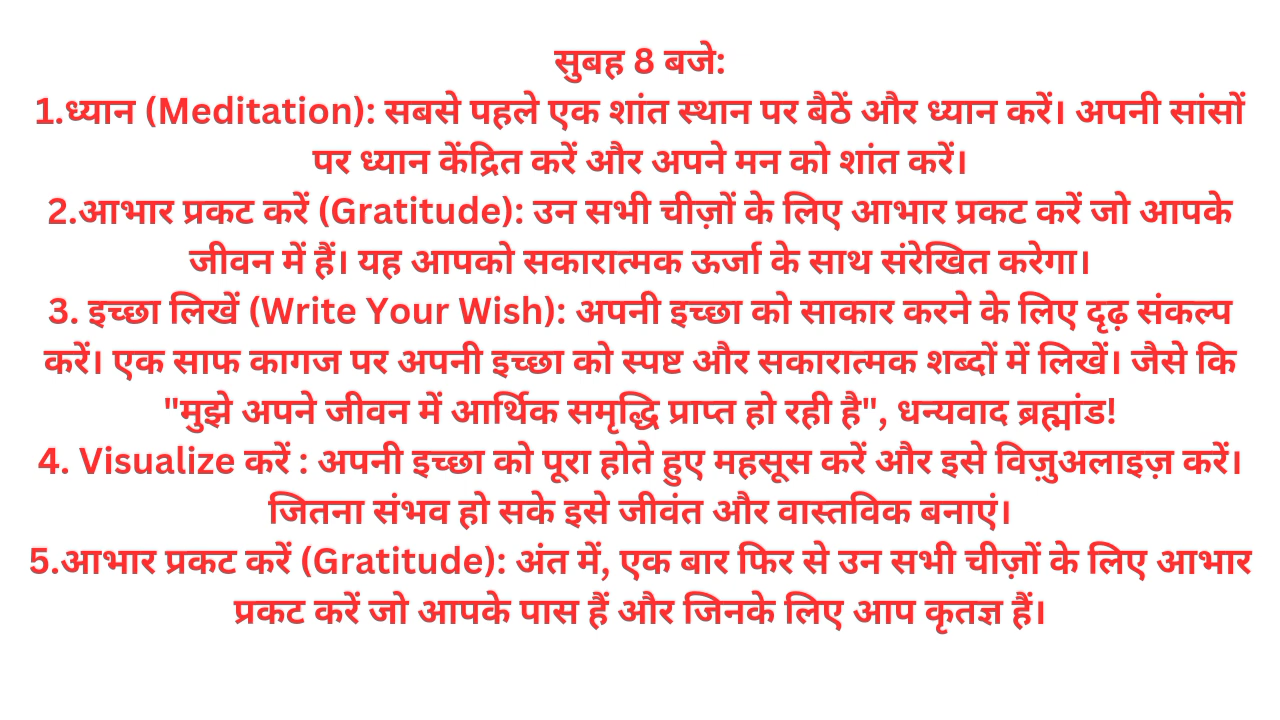 सुबह 8 बजे:
1.ध्यान (Meditation): सबसे पहले एक शांत स्थान पर बैठें और ध्यान करें। अपनी सांसों
पर ध्यान केंद्रित करें और अपने मन को शांत करें।
2.आभार प्रकट करें (Gratitude): उन सभी चीज़ों के लिए आभार प्रकट करें जो आपके
जीवन में हैं। यह आपको सकारात्मक ऊर्जा के साथ संरेखित करेगा।
3. इच्छा लिखें (Write Your Wish): अपनी इच्छा को साकार करने के लिए दृढ़ संकल्प
करें। एक साफ कागज पर अपनी इच्छा को स्पष्ट और सकारात्मक शब्दों में लिखें। जैसे कि
"मुझे अपने जीवन में आर्थिक समृद्धि प्राप्त हो रही है", धन्यवाद ब्रह्मांड!
4. Visualize करें : अपनी इच्छा को पूरा होते हुए महसूस करें और इसे विज़ुअलाइज़ करें।
जितना संभव हो सके इसे जीवंत और वास्तविक बनाएं।
5.आभार प्रकट करें (Gratitude): अंत में, एक बार फिर से उन सभी चीज़ों के लिए आभार
प्रकट करें जो आपके पास हैं और जिनके लिए आप कृतज्ञ हैं।